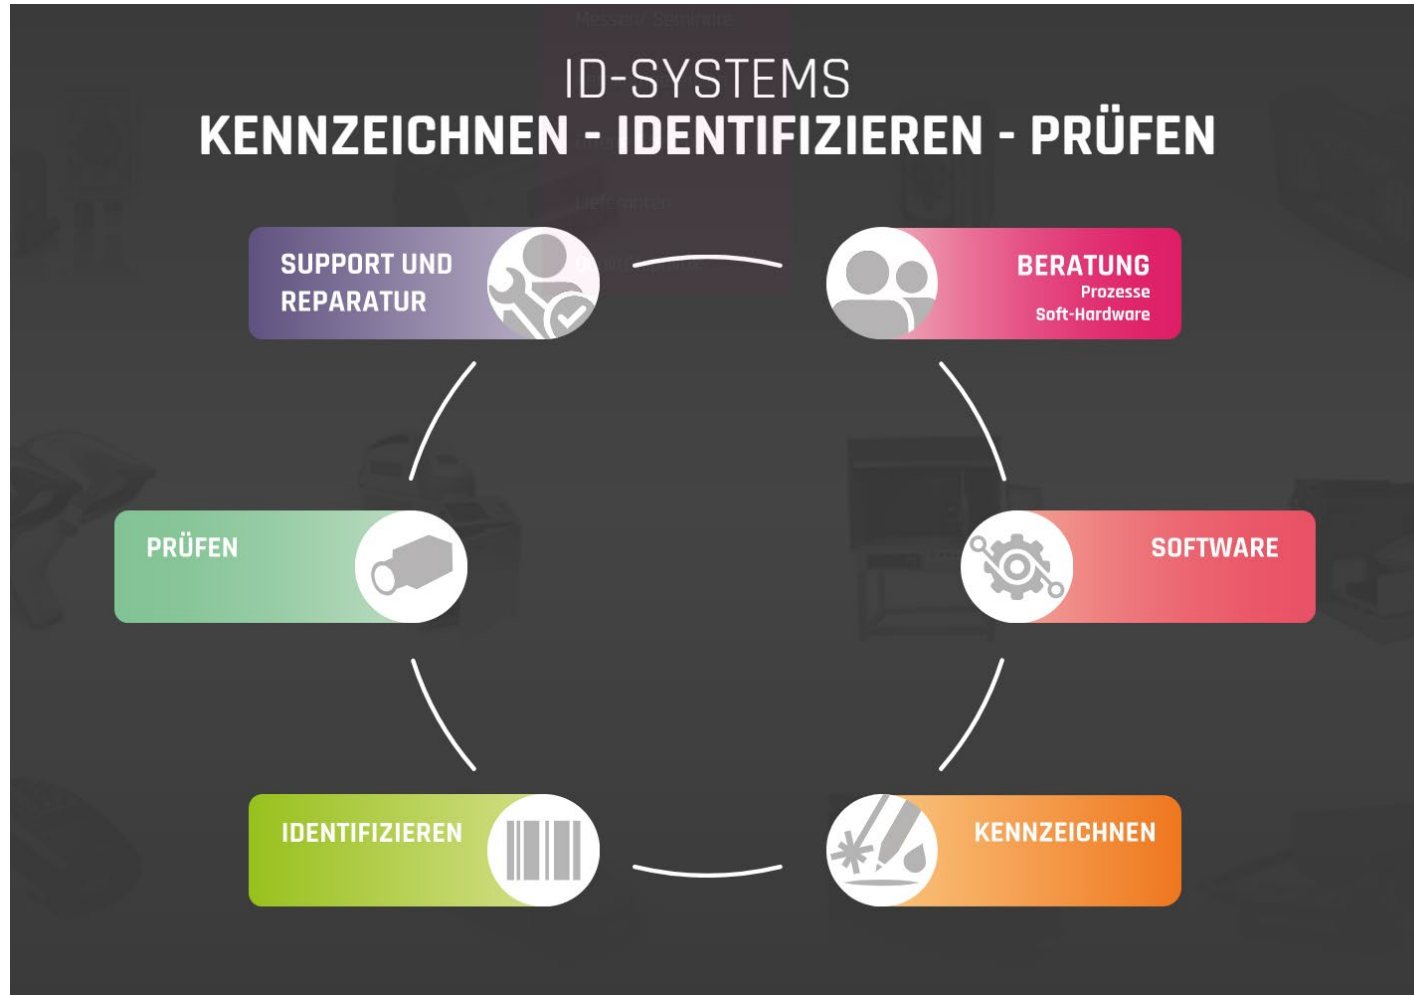 ID-SYSTEMS
KENNZEICHNEN - IDENTIFIZIEREN - PRÜFEN
SUPPORT UND
REPARATUR
BERATUNG
Prozesse
Soft-Hardware
PRÜFEN
SOFTWARE
IDENTIFIZIEREN
KENNZEICHNEN